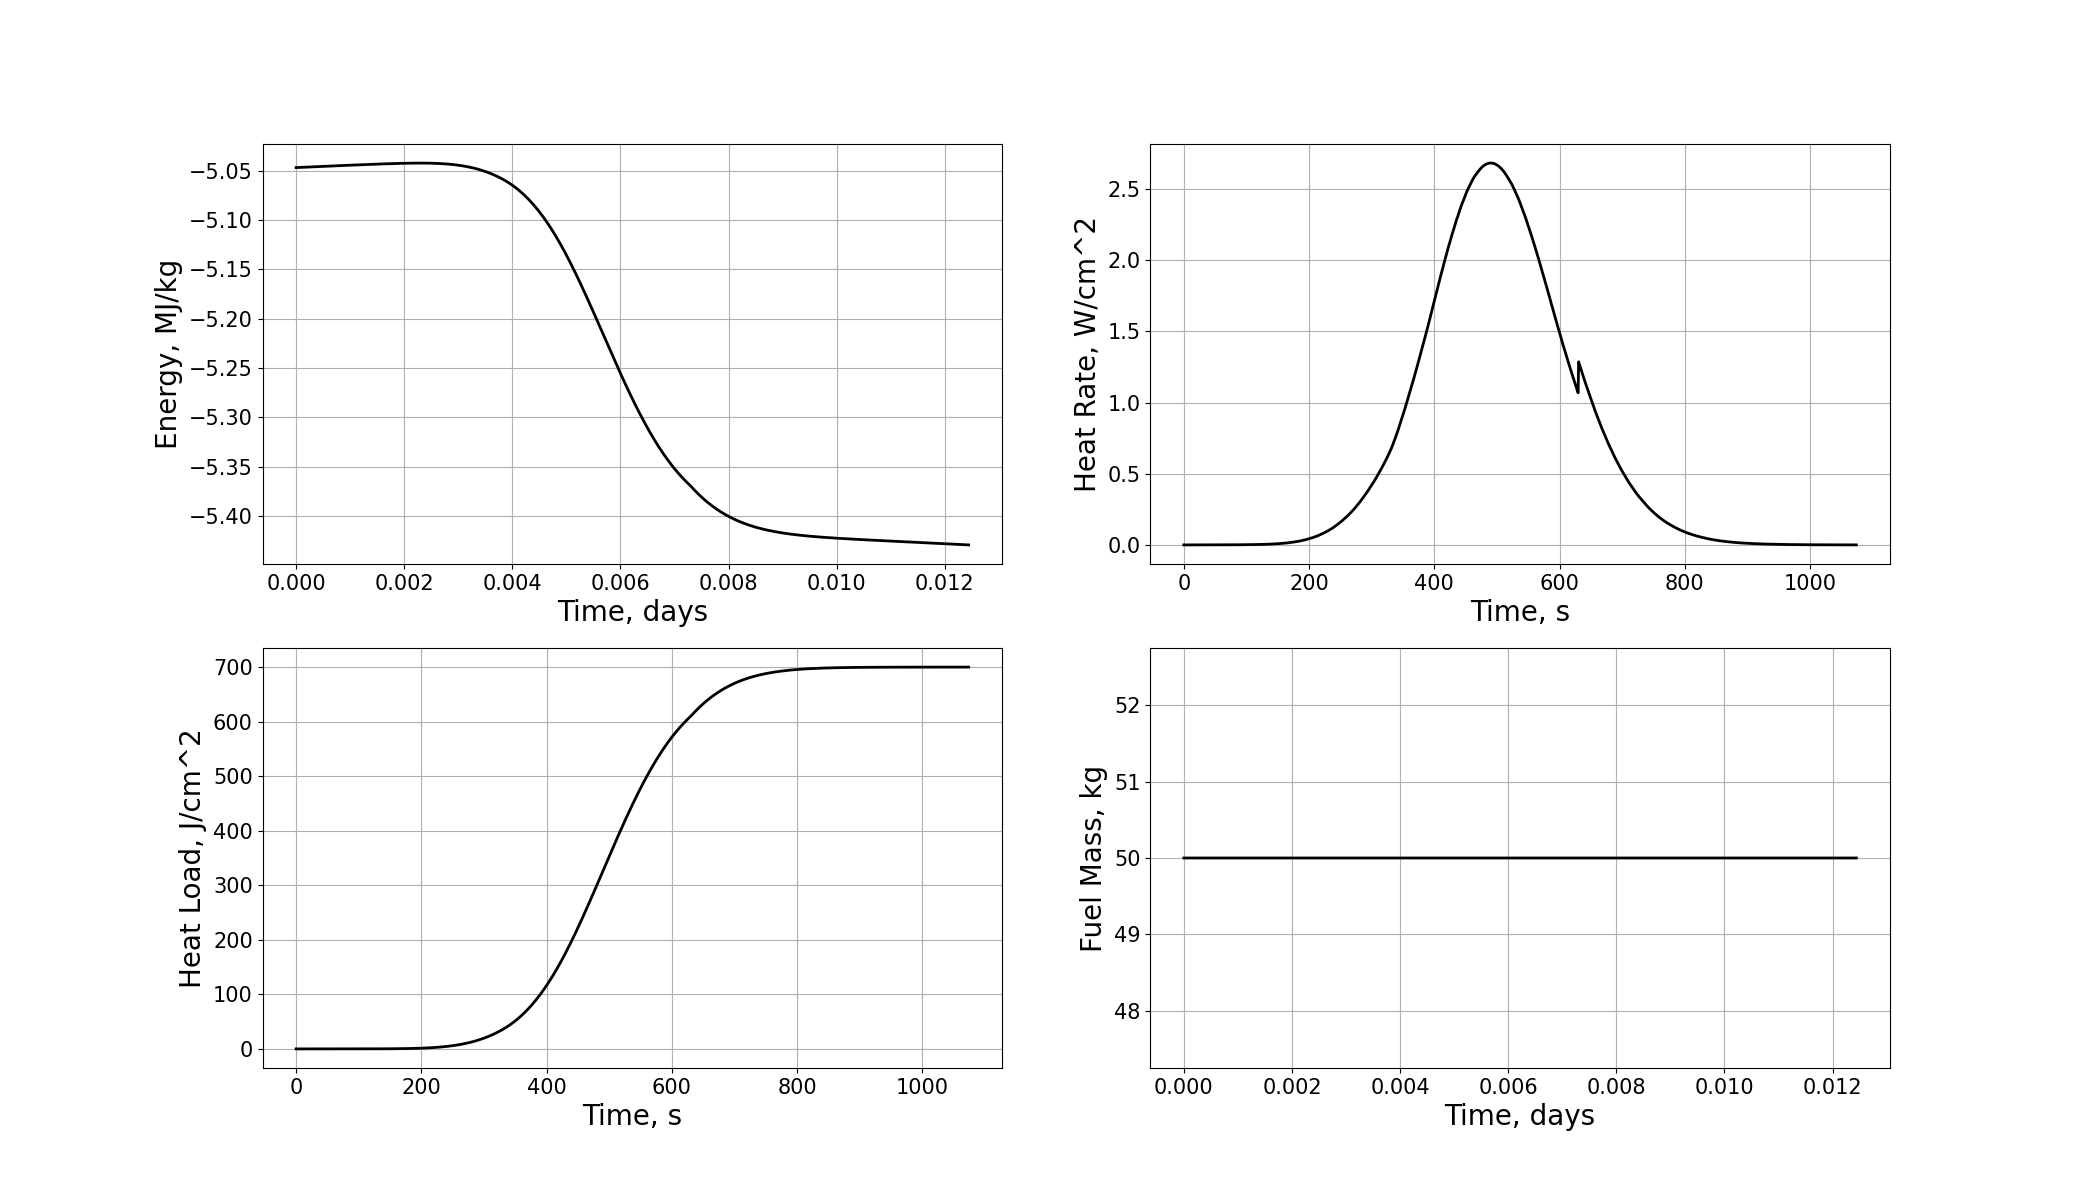 Energy, MJ/kg
−5.05
−5.10
−5.15
−5.20
−5.25
−5.30
−5.35
−5.40
0.000 0.002 0.004 0.006 0.008 0.010 0.012
Time, days
Heat Rate, W/cm^2
2.5
2.0
1.5
1.0
0.5
0.0
0 200 400 600 800 1000
Time, s
Heat Load, J/cm^2
700
600
500
400
300
200
100
0
0 200 400 600 800 1000
Time, s
Fuel Mass, kg
52
51
50
49
48
0.000 0.002 0.004 0.006 0.008 0.010 0.012
Time, days